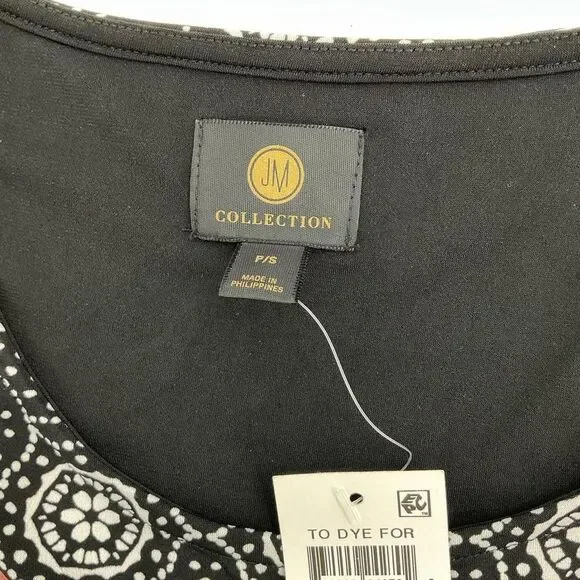 JM
COLLECTION
P/S
MADE IN
PHILIPPINES
TO DYE FOR